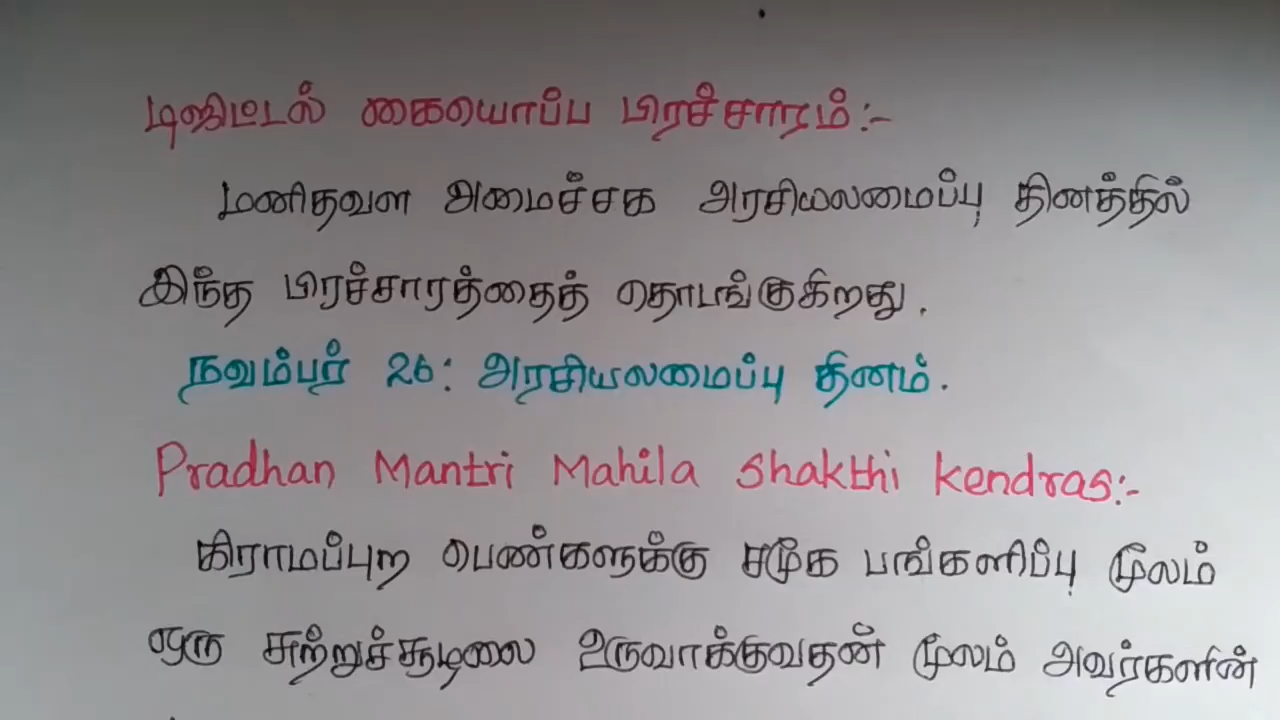 டிஜிட்டல் கையொப்ப பிரச்சாரம்:-
மனிதவள அமைச்சக அரசியலமைப்பு தினத்தில்
இந்த பிரச்சாரத்தைத் தொடங்குகிறது.
நவம்பர் 26: அரசியலமைப்பு தினம்.
Pradhan Mantri Mahila Shakthi Kendras:-
கிராமப்புற பெண்களுக்கு சமூக பங்களிப்பு மூலம்
ஒரு சுற்றுச்சூழலை உருவாக்குவதன் மூலம் அவர்களின்